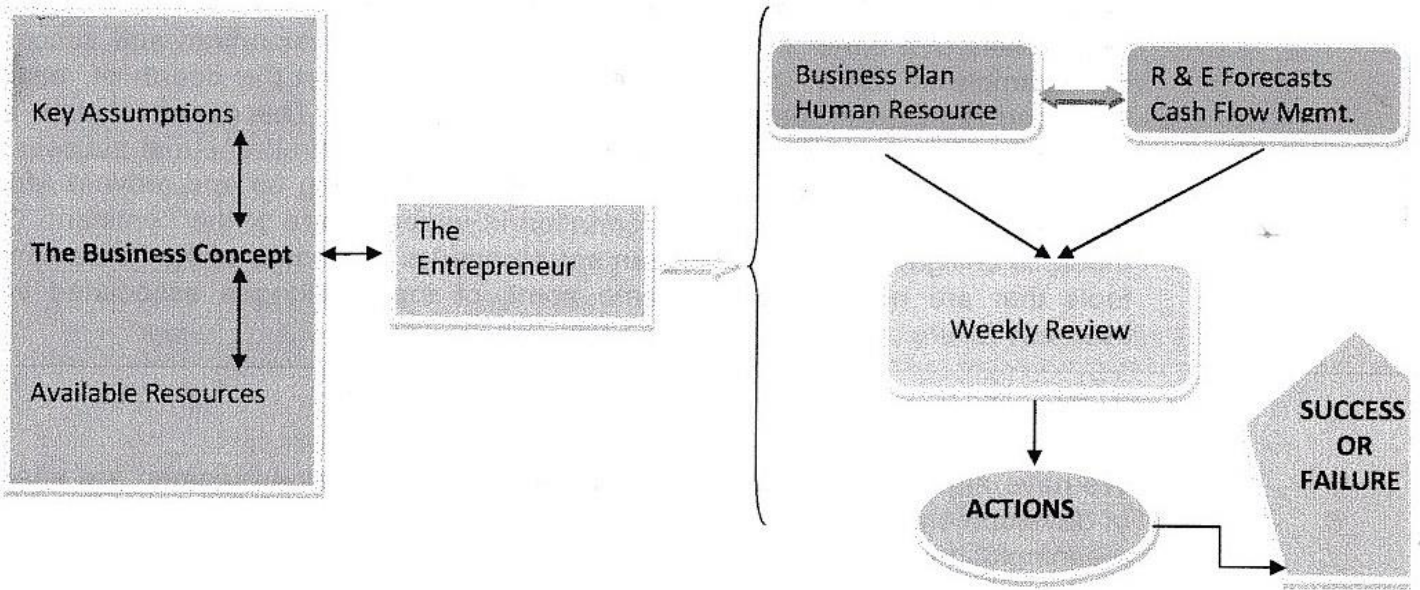 Key Assumptions
The Business Concept
Available Resources
The
Entrepreneur
Business Plan
Human Resource
R & E Forecasts
Cash Flow Mgmt.
Weekly Review
ACTIONS
SUCCESS
OR
FAILURE